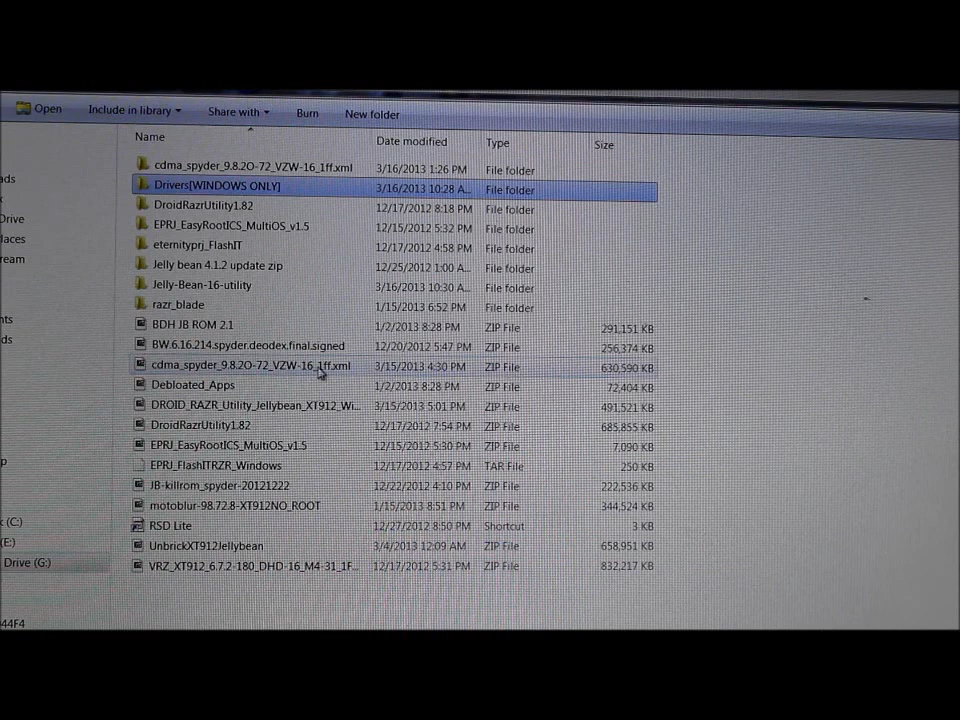 Open Include in library Share with Burn New folder
Name Date modified Type Size
cdma_spyder_9.8.2O-72_VZW-16_1ff.xml 3/16/2013 1:26 PM File folder
ds Drivers[WINDOWS ONLY] 3/16/2013 10:28 A... File folder
DroidRazrUtility1.82 12/17/2012 8:18 PM File folder
Drive EPRJ_EasyRootICS_MultiOS_v1.5 12/15/2012 5:32 PM File folder
laces eternityprj_FlashIT 12/17/2012 4:58 PM File folder
ream Jelly bean 4.1.2 update zip 12/25/2012 1:00 A... File folder
Jelly-Bean-16-utility 3/16/2013 10:30 A... File folder
razr_blade 1/15/2013 6:52 PM File folder
nts BDH JB ROM 2.1 1/2/2013 8:28 PM ZIP File 291,151 KB
ds BW.6.16.214.spyder.deodex.final.signed 12/20/2012 5:47 PM ZIP File 256,374 KB
cdma_spyder_9.8.2O-72_VZW-16_1ff.xml 3/15/2013 4:30 PM ZIP File 630,590 KB
Debloated_Apps 1/2/2013 8:28 PM ZIP File 72,404 KB
DROID_RAZR_Utility_Jellybean_XT912_Wi... 3/15/2013 5:01 PM ZIP File 491,521 KB
DroidRazrUtility1.82 12/17/2012 7:54 PM ZIP File 685,855 KB
EPRJ_EasyRootICS_MultiOS_v1.5 12/15/2012 5:30 PM ZIP File 7,090 KB
p EPRJ_FlashITRZR_Windows 12/17/2012 4:57 PM TAR File 250 KB
JB-killrom_spyder-20121222 12/22/2012 4:10 PM ZIP File 222,536 KB
motoblur-98.72.8-XT912NO_ROOT 1/15/2013 8:51 PM ZIP File 344,524 KB
(C:) RSD Lite 12/27/2012 8:50 PM Shortcut 3 KB
(E:) UnbrickXT912Jellybean 3/4/2013 12:09 AM ZIP File 658,951 KB
Drive (G:) VRZ_XT912_6.7.2-180_DHD-16_M4-31_1F... 12/17/2012 5:31 PM ZIP File 832,217 KB
44F4